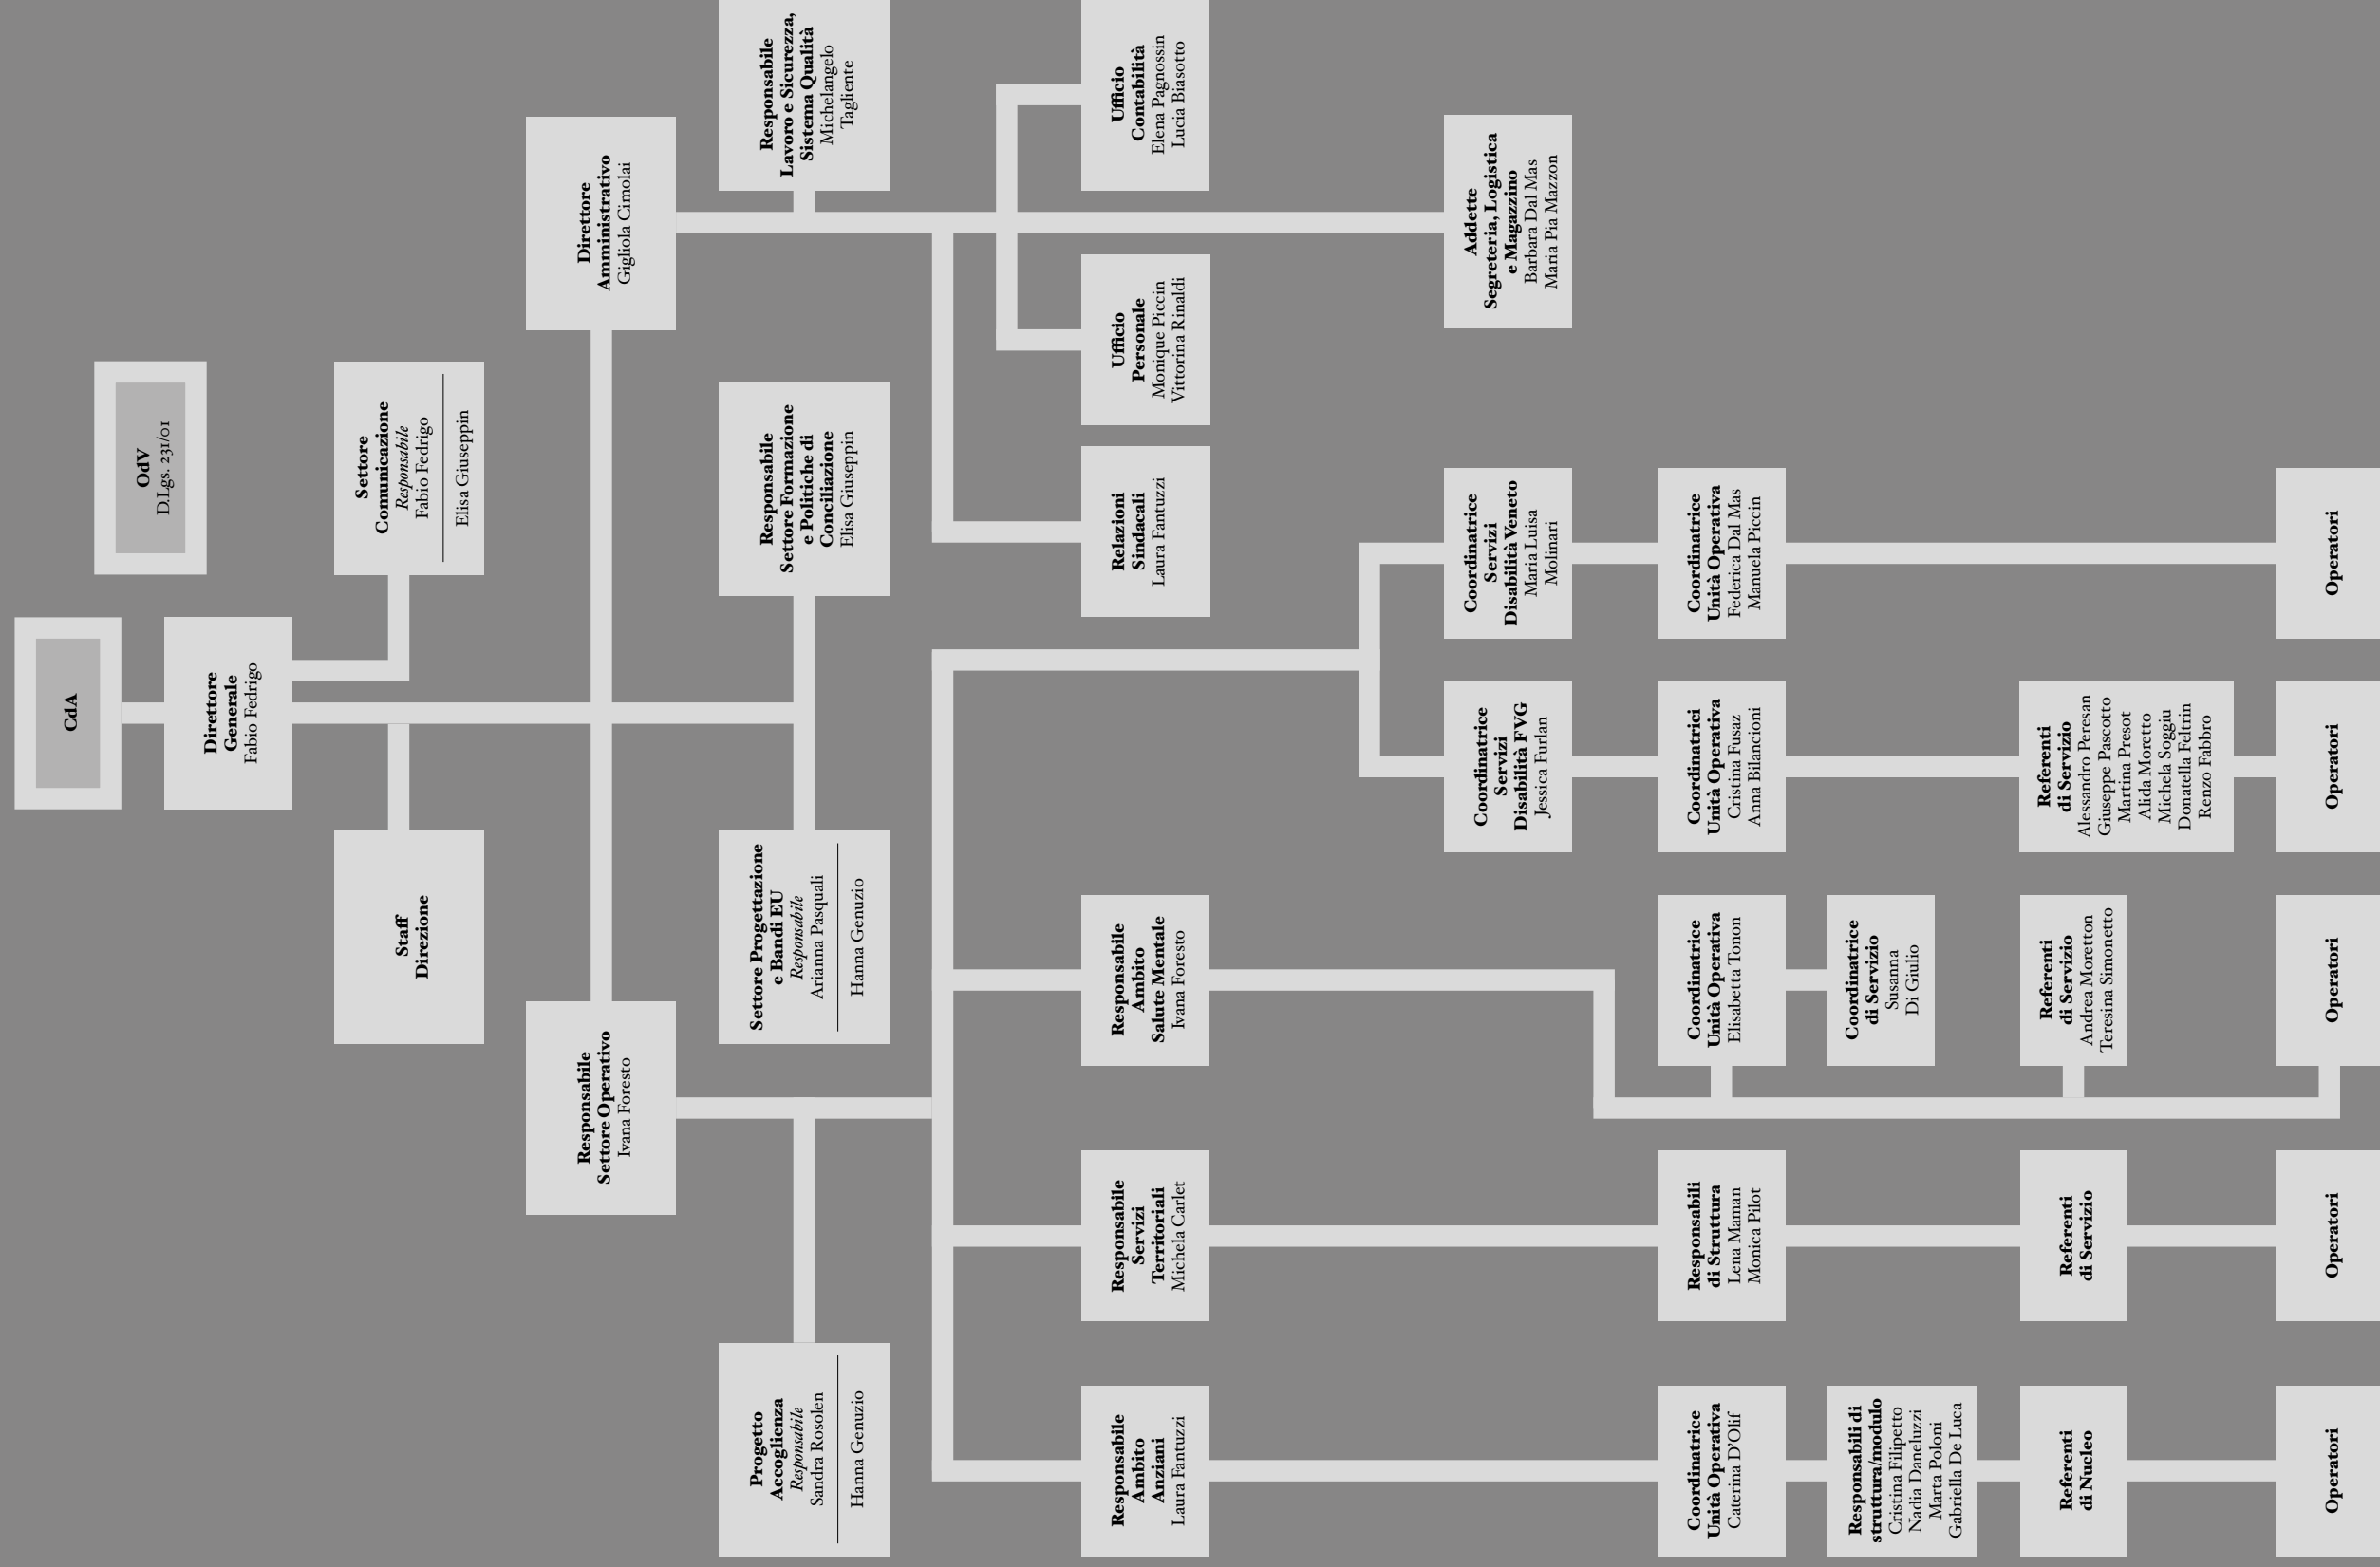 CdA
OdV
D.Lgs. 231/01
Direttore
Generale
Fabio Fedrigo
Staff
Direzione
Settore
Comunicazione
Responsabile
Fabio Fedrigo
Elisa Giuseppin
Responsabile
Settore Operativo
Ivana Foresto
Direttore
Amministrativo
Gigliola Cimolai
Progetto
Accoglienza
Responsabile
Sandra Rosolen
Hanna Genuzio
Settore Progettazione
e Bandi EU
Responsabile
Arianna Pasquali
Hanna Genuzio
Responsabile
Settore Formazione
e Politiche di
Conciliazione
Elisa Giuseppin
Responsabile
Lavoro e Sicurezza,
Sistema Qualità
Michelangelo
Tagliente
Responsabile
Ambito
Anziani
Laura Fantuzzi
Responsabile
Servizi
Territoriali
Michela Carlet
Responsabile
Ambito
Salute Mentale
Ivana Foresto
Relazioni
Sindacali
Laura Fantuzzi
Ufficio
Personale
Monique Piccin
Vittorina Rinaldi
Ufficio
Contabilità
Elena Pagnossin
Lucia Biasotto
Coordinatrice
Servizi
Disabilità FVG
Jessica Furlan
Coordinatrice
Servizi
Disabilità Veneto
Maria Luisa
Molinari
Addette
Segreteria, Logistica
e Magazzino
Barbara Dal Mas
Maria Pia Mazzon
Coordinatrice
Unità Operativa
Caterina D'Olif
Responsabili
di Struttura
Lena Maman
Monica Pilot
Coordinatrice
Unità Operativa
Elisabetta Tonon
Coordinatrici
Unità Operativa
Cristina Fusaz
Anna Bilancioni
Coordinatrice
Unità Operativa
Federica Dal Mas
Manuela Piccin
Responsabili di
struttura/modulo
Cristina Fillipetto
Nadia Daneluzzi
Marta Poloni
Gabriella De Luca
Coordinatrice
di Servizio
Susanna
Di Giulio
Referenti
di Nucleo
Referenti
di Servizio
Referenti
di Servizio
Andrea Moretton
Teresina Simonetto
Referenti
di Servizio
Alessandro Peresan
Giuseppe Pascotto
Martina Presot
Alida Moretto
Michela Soggiu
Donatella Feltrin
Renzo Fabbro
Operatori
Operatori
Operatori
Operatori
Operatori